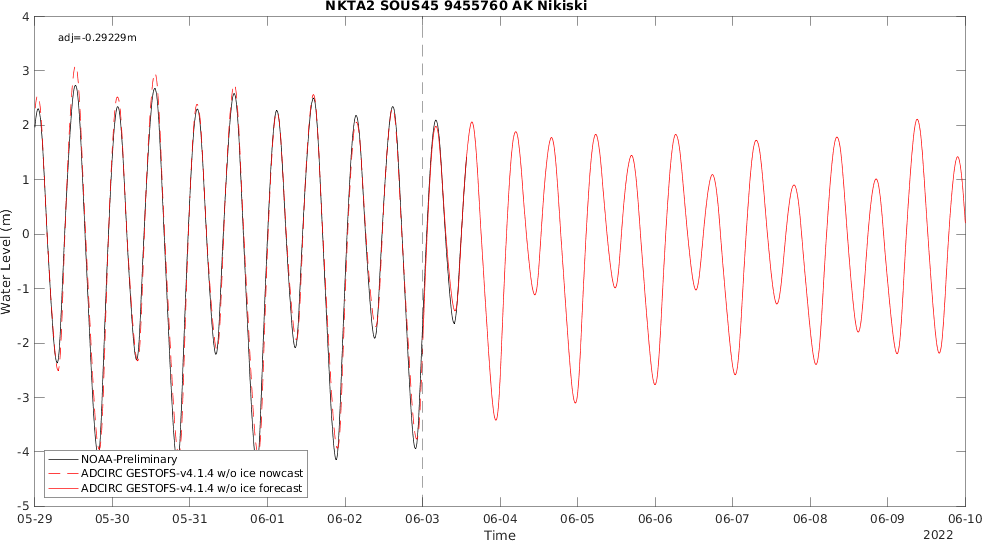 NKTA2 SOUS45 9455760 AK Nikiski
adj=-0.29229m
4
3
2
1
0
-1
-2
-3
-4
-5
Water Level (m)
NOAA-Preliminary
ADCIRC GESTOFS-v4.1.4 w/o ice nowcast
ADCIRC GESTOFS-v4.1.4 w/o ice forecast
05-29 05-30 05-31 06-01 06-02 06-03 06-04 06-05 06-06 06-07 06-08 06-09 06-10
Time
2022